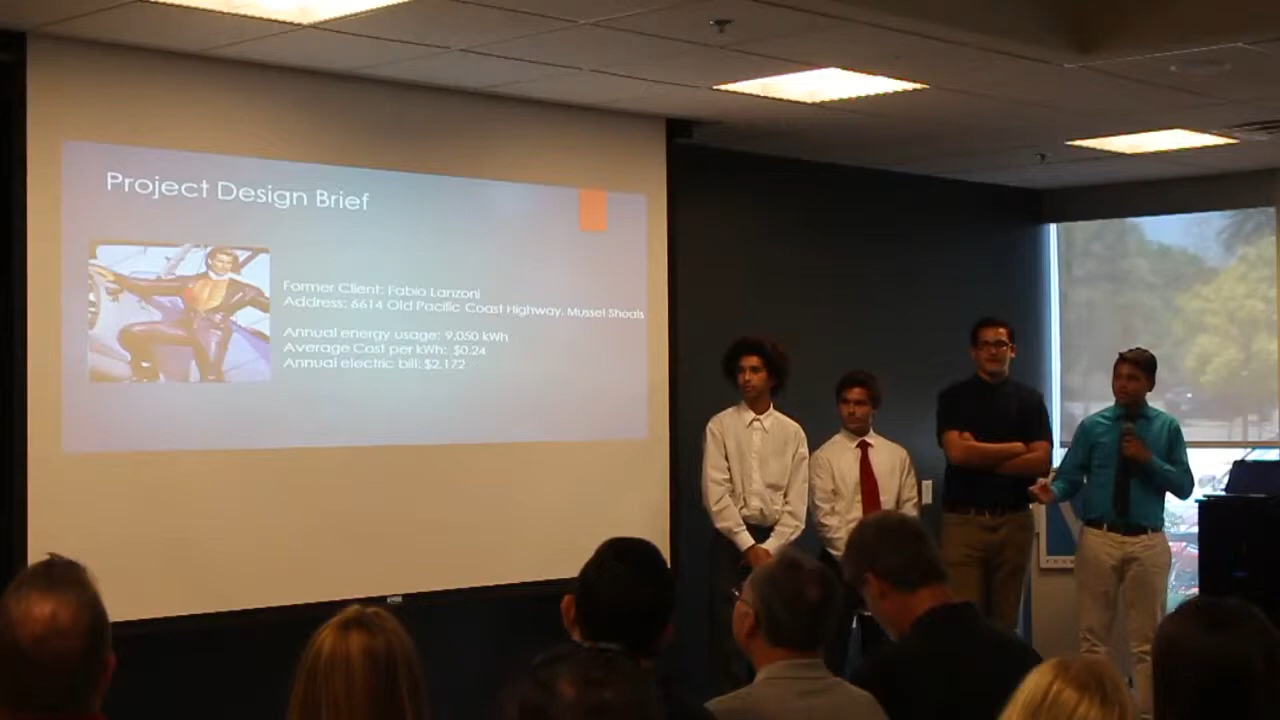 Project Design Brief
Former Client: Fabio Lanzoni
Address: 6614 Old Pacific Coast Highway, Mussel Shoals
Annual energy usage: 9,050 kWh
Average Cost per kWh: $0.24
Annual electric bill: $2,172